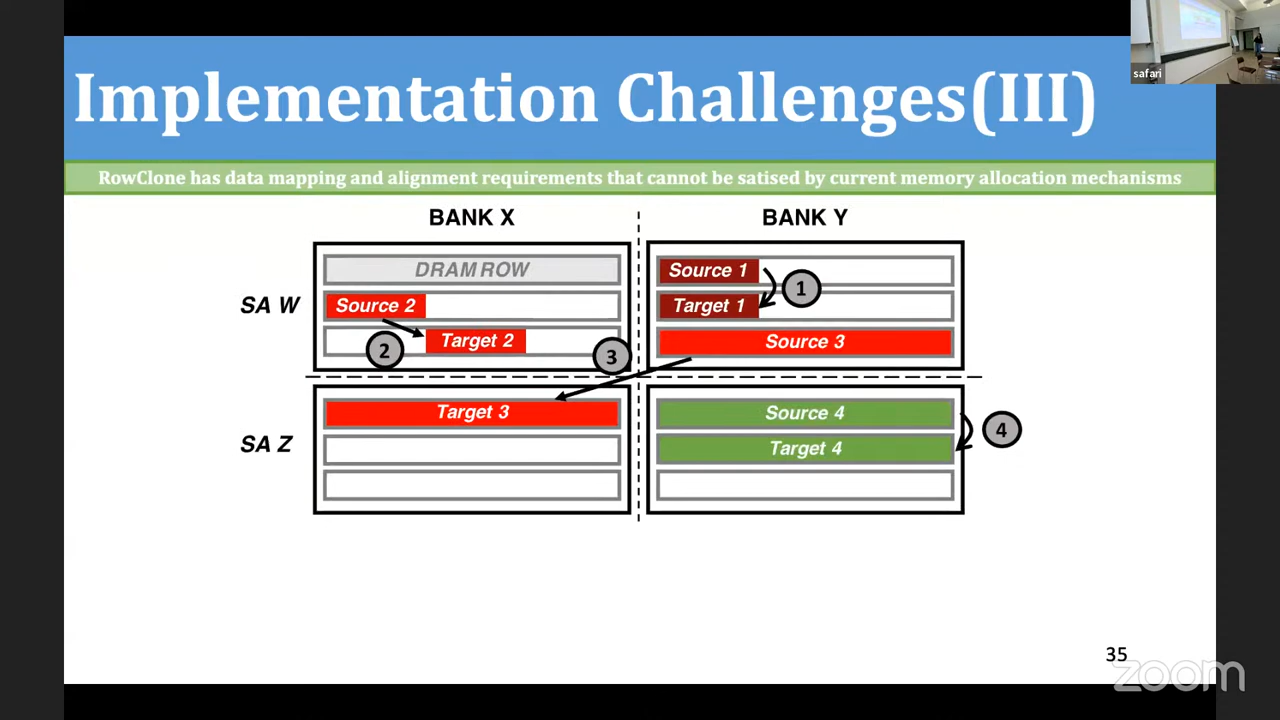 safari
Implementation Challenges(III)
RowClone has data mapping and alignment requirements that cannot be satised by current memory allocation mechanisms
BANK X
BANK Y
SA W
DRAM ROW
Source 2
Target 2
2
3
Source 1
Target 1
1
Source 3
SA Z
Target 3
Source 4
Target 4
4
35
zoom